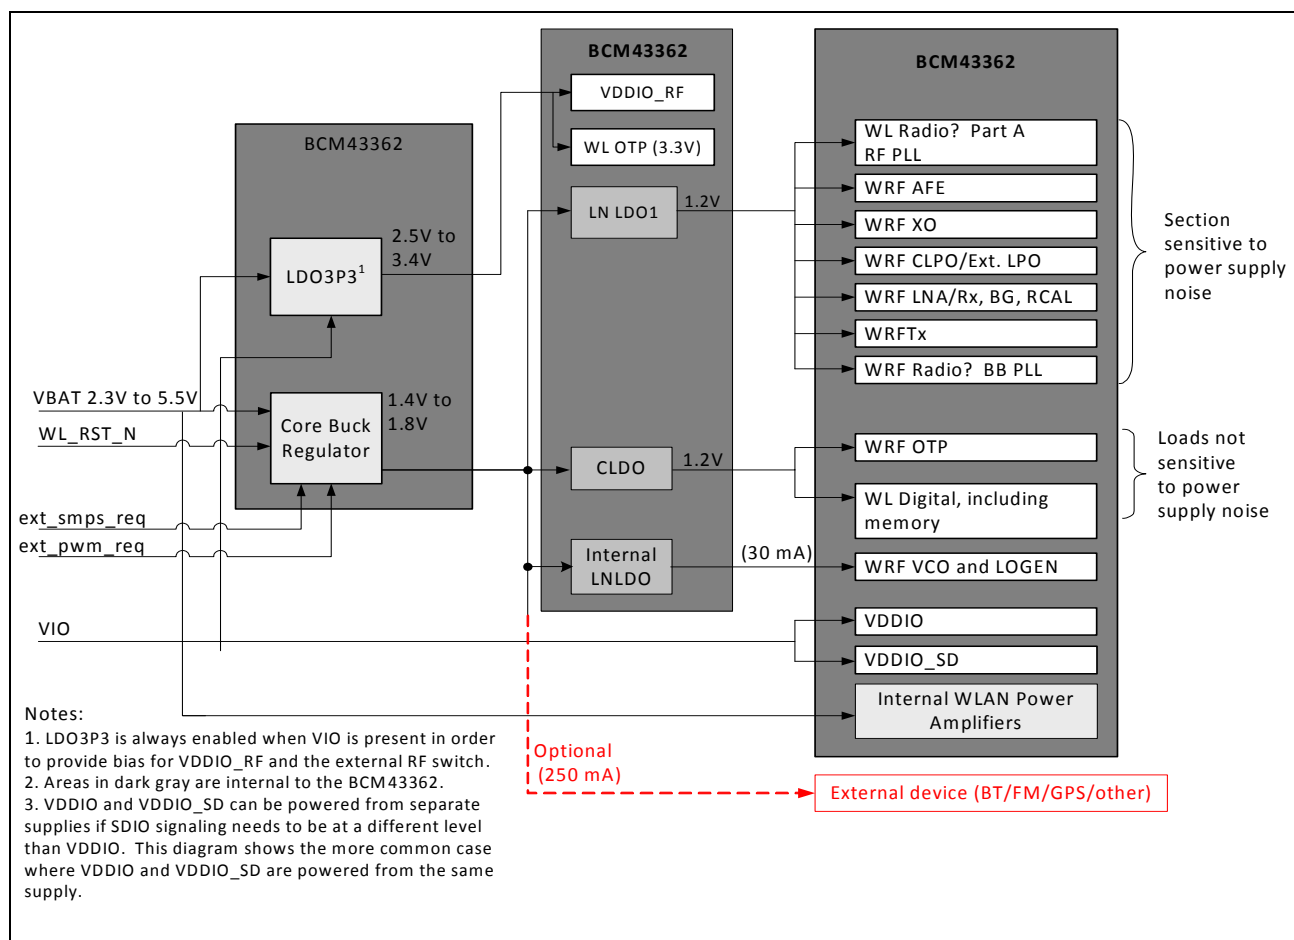 BCM43362
BCM43362
BCM43362
VDDIO_RF
WL OTP (3.3V)
LN LDO1
1.2V
LDO3P3¹
2.5V to
3.4V
VBAT 2.3V to 5.5V
WL_RST_N
Core Buck
Regulator
1.4V to
1.8V
ext_smps_req
ext_pwm_req
VIO
CLDO
1.2V
Internal
LNLDO
(30 mA)
WL Radio? Part A
RF PLL
WRF AFE
WRF XO
WRF CLPO/Ext. LPO
WRF LNA/Rx, BG, RCAL
WRFTx
WRF Radio? BB PLL
Section
sensitive to
power supply
noise
WRF OTP
WL Digital, including
memory
Loads not
sensitive
to power
supply noise
WRF VCO and LOGEN
VDDIO
VDDIO_SD
Internal WLAN Power
Amplifiers
Optional
(250 mA)
External device (BT/FM/GPS/other)
Notes:
1. LDO3P3 is always enabled when VIO is present in order
to provide bias for VDDIO_RF and the external RF switch.
2. Areas in dark gray are internal to the BCM43362.
3. VDDIO and VDDIO_SD can be powered from separate
supplies if SDIO signaling needs to be at a different level
than VDDIO. This diagram shows the more common case
where VDDIO and VDDIO_SD are powered from the same
supply.